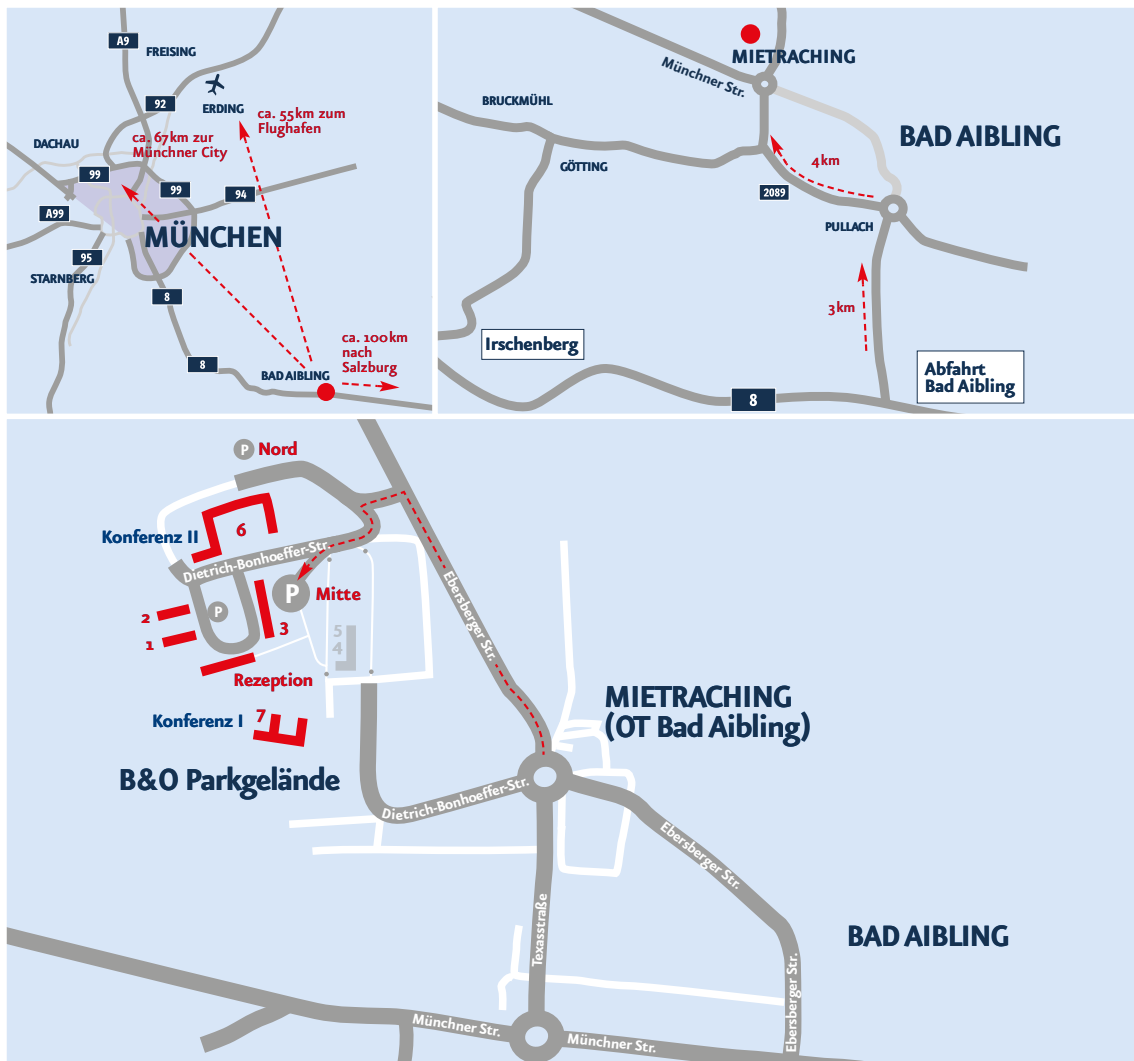 A9
FREISING
92
ERDING
ca. 55km zum
Flughafen
DACHAU
ca. 67km zur
Münchner City
99
99
94
A99
MÜNCHEN
95
STARNBERG
8
8
BAD AIBLING
ca. 100km
nach
Salzburg
MIETRACHING
Münchner Str.
BRUCKMÜHL
GÖTTING
BAD AIBLING
4km
2089
PULLACH
3km
Irschenberg
Abfahrt
Bad Aibling
8
P Nord
6
Konferenz II
Dietrich-Bonhoeffer-Str.
P
Mitte
P
2
1
3
5
4
Rezeption
Konferenz I
7
B&O Parkgelände
Ebersberger Str.
MIETRACHING
(OT Bad Aibling)
Dietrich-Bonhoeffer-Str.
Ebersberger Str.
Texasstraße
BAD AIBLING
Ebersberger Str.
Münchner Str.
Münchner Str.